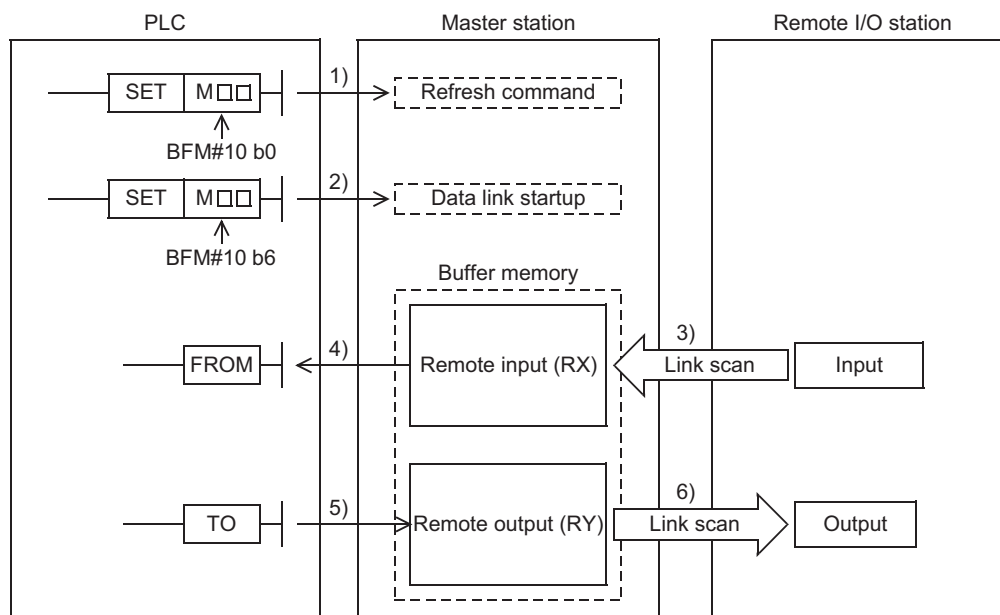 PLC
Master station
Remote I/O station
SET M□□
1)
Refresh command
BFM#10 b0
SET M□□
2)
Data link startup
BFM#10 b6
Buffer memory
FROM
4)
Remote input (RX)
3)
Link scan
Input
TO
5)
Remote output (RY)
6)
Link scan
Output